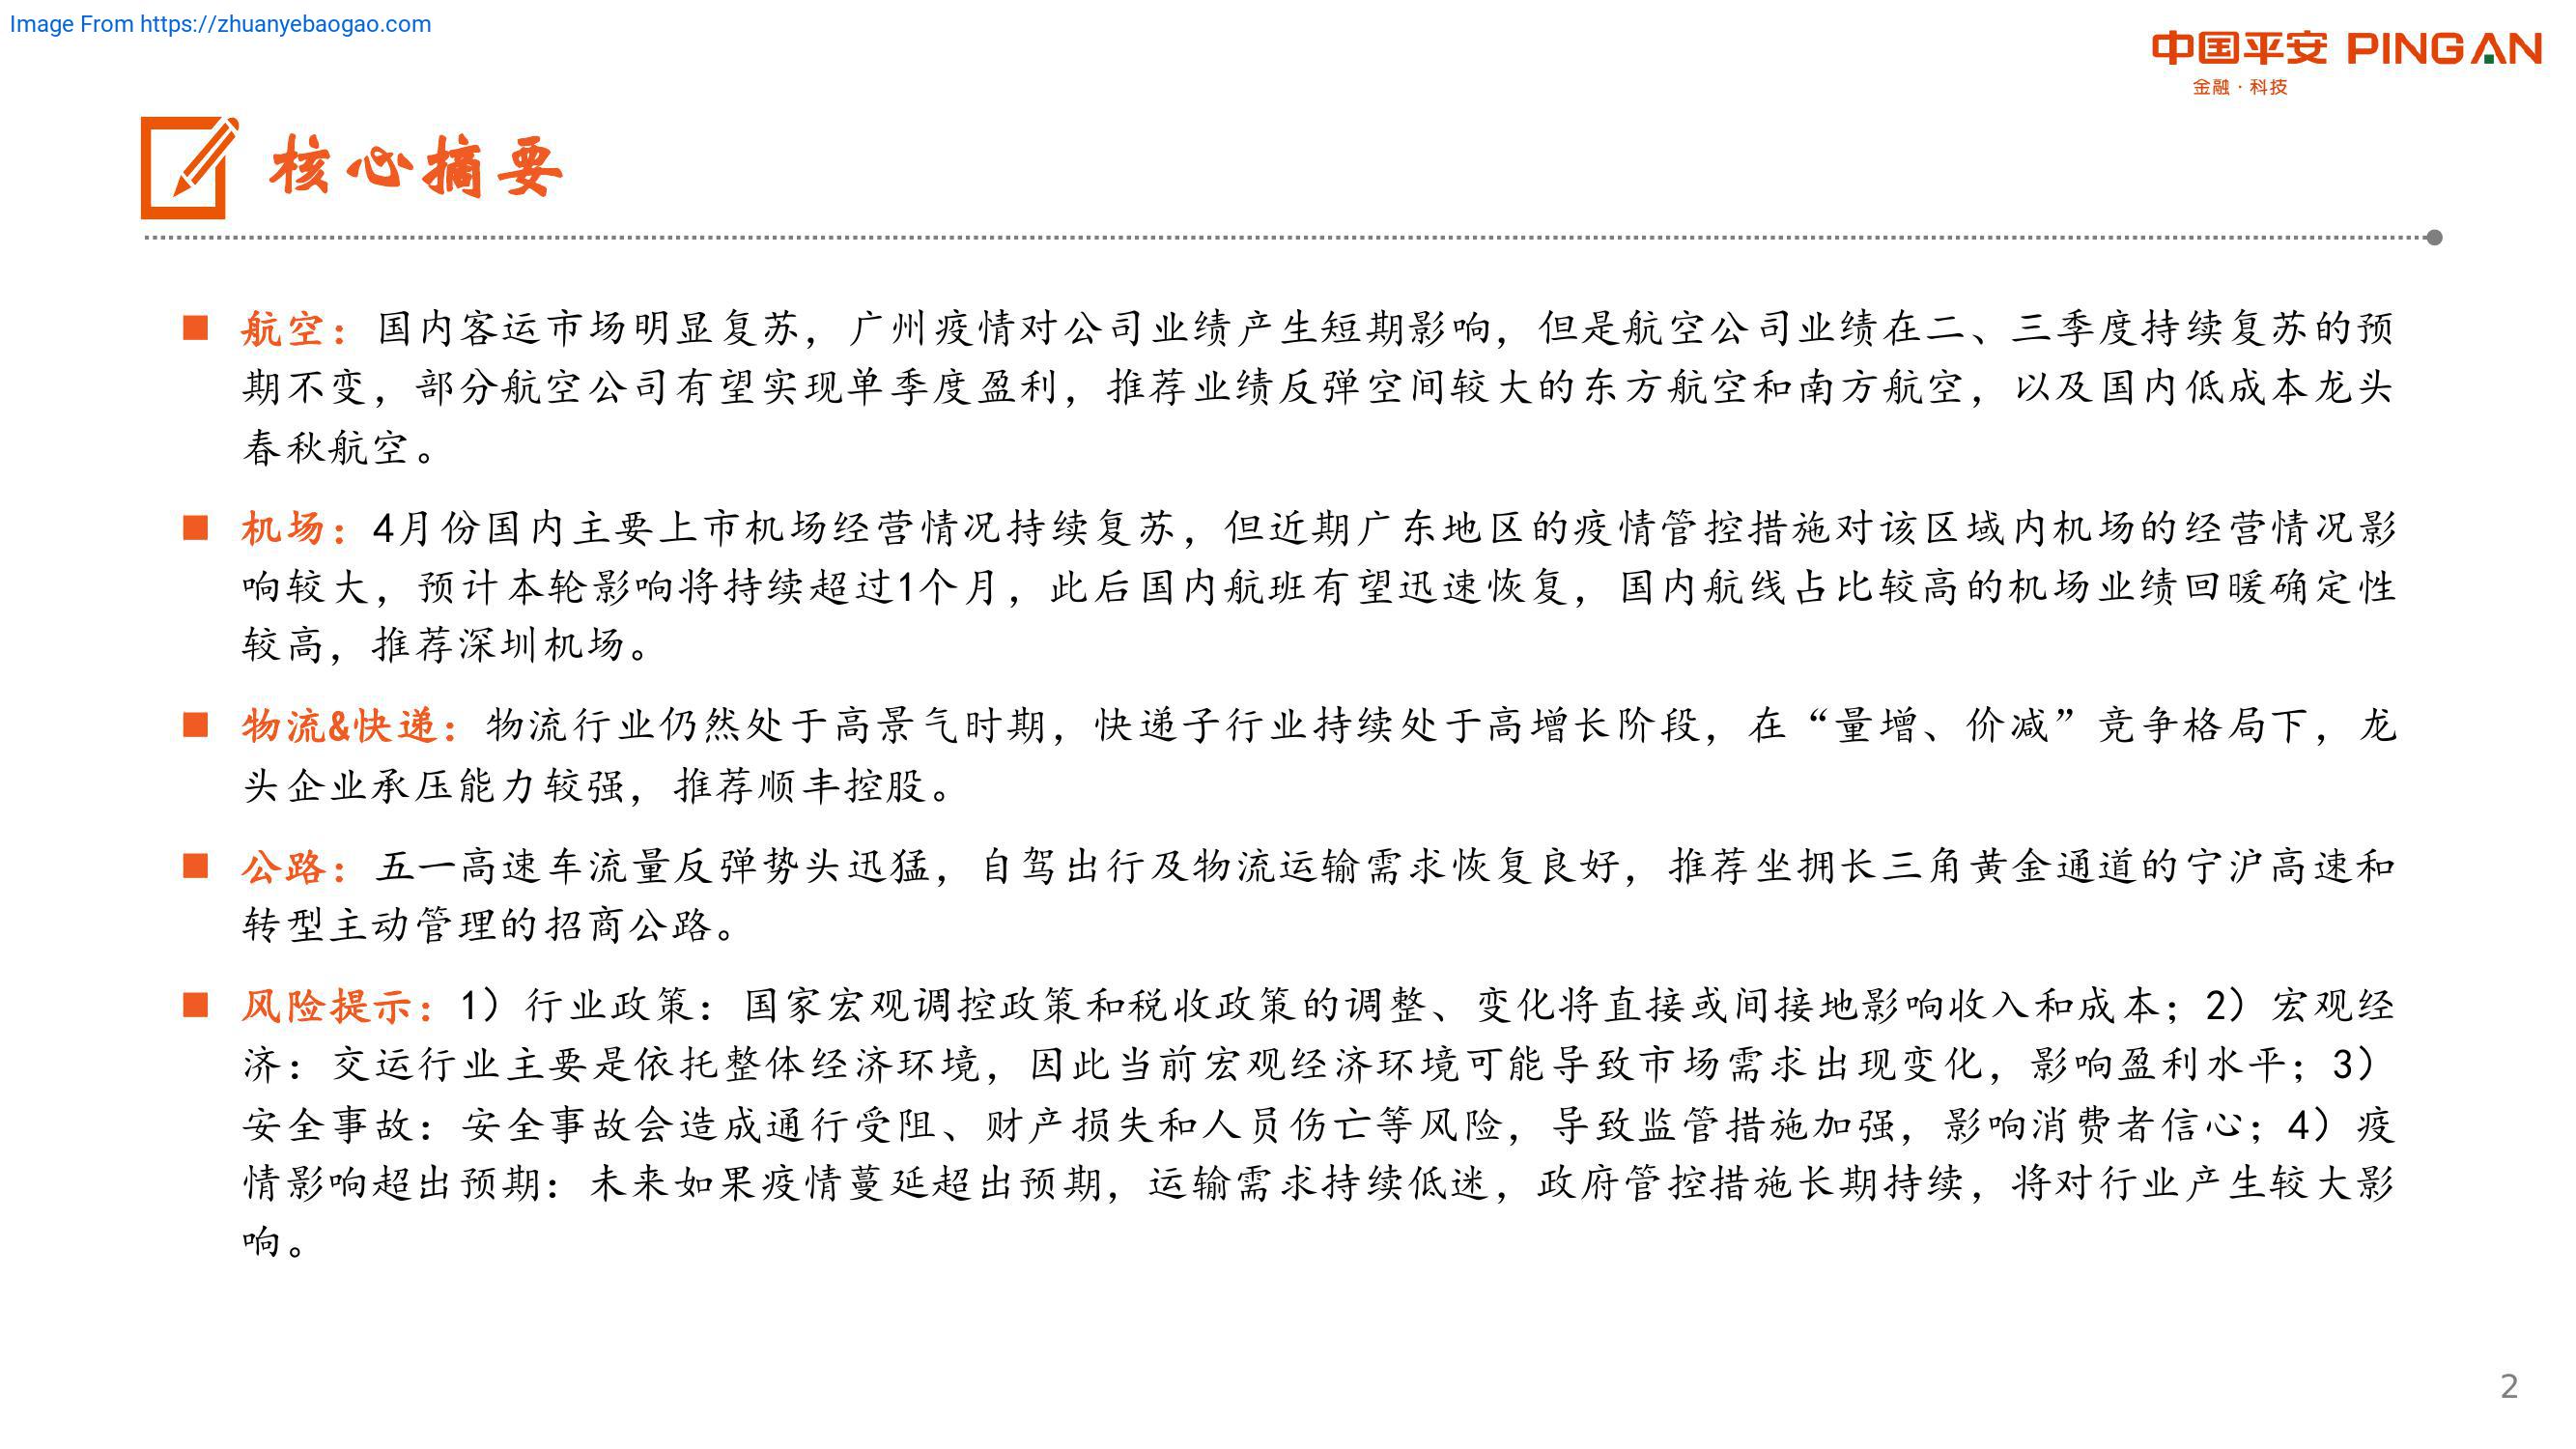 Image From https://zhuanyebaogao.com
中国平安 PINGAN
金融·科技
核心摘要
航空：国内客运市场明显复苏，广州疫情对公司业绩产生短期影响，但是航空公司业绩在二、三季度持续复苏的预
期不变，部分航空公司有望实现单季度盈利，推荐业绩反弹空间较大的东方航空和南方航空，以及国内低成本龙头
春秋航空。
机场：4月份国内主要上市机场经营情况持续复苏，但近期广东地区的疫情管控措施对该区域内机场的经营情况影
响较大，预计本轮影响将持续超过1个月，此后国内航班有望迅速恢复，国内航线占比较高的机场业绩回暖确定性
较高，推荐深圳机场。
物流&快递：物流行业仍然处于高景气时期，快递子行业持续处于高增长阶段，在“量增、价减”竞争格局下，龙
头企业承压能力较强，推荐顺丰控股。
公路：五一高速车流量反弹势头迅猛，自驾出行及物流运输需求恢复良好，推荐坐拥长三角黄金通道的宁沪高速和
转型主动管理的招商公路。
风险提示：1）行业政策：国家宏观调控政策和税收政策的调整、变化将直接或间接地影响收入和成本；2）宏观经
济：交运行业主要是依托整体经济环境，因此当前宏观经济环境可能导致市场需求出现变化，影响盈利水平；3）
安全事故：安全事故会造成通行受阻、财产损失和人员伤亡等风险，导致监管措施加强，影响消费者信心；4）疫
情影响超出预期：未来如果疫情蔓延超出预期，运输需求持续低迷，政府管控措施长期持续，将对行业产生较大影
响。
2